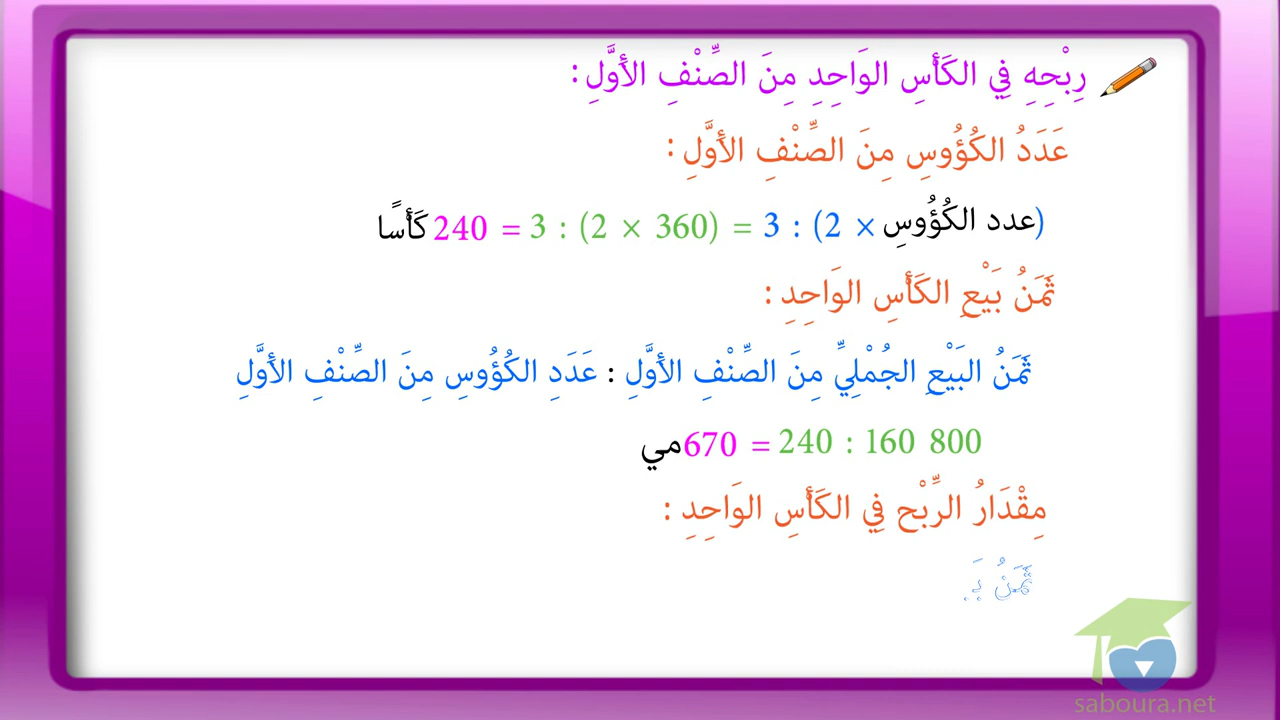 رِبْحِهِ فِي الكَأْسِ الوَاحِدِ مِنَ الصِّنْفِ الأَوَّلِ :
عَدَدُ الكُؤُوسِ مِنَ الصِّنْفِ الأَوَّلِ :
(عدد الكُؤُوسِ × 2) : 3 = (360 × 2) : 3 = 240 كَأْسًا
ثَمَنُ بَيْعِ الكَأْسِ الوَاحِدِ :
ثَمَنُ البَيْعِ الجُمْلِيِّ مِنَ الصِّنْفِ الأَوَّلِ : عَدَدِ الكُؤُوسِ مِنَ الصِّنْفِ الأَوَّلِ
160 800 : 240 = 670 مي
مِقْدَارُ الرِّبْح فِي الكَأْسِ الوَاحِدِ :
ثَمَنُ
saboura.net